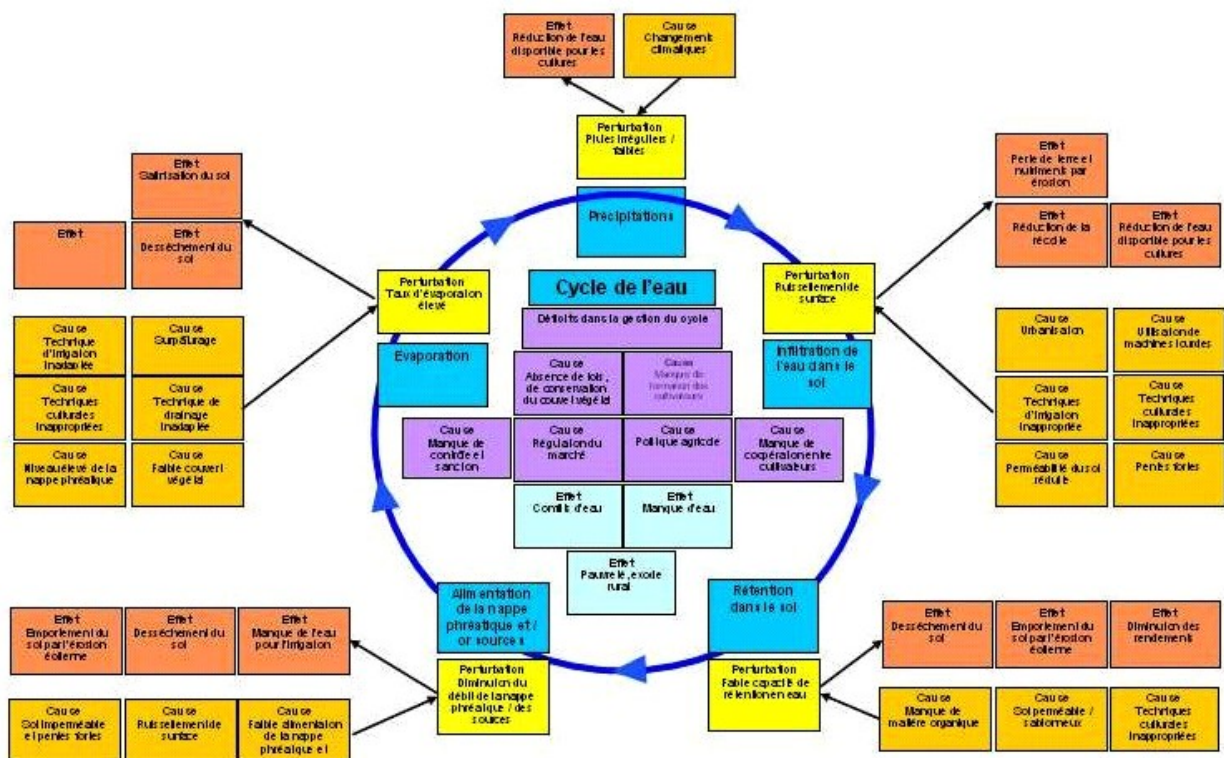 Effet
Réduction de l'eau
disponible pour les
cultures
Cause
Changements
climatiques
Perturbation
Pluies irréguliers /
faibles
Précipitations
Effet
Salinisation du sol
Effet
Effet
Dessèchement du
sol
Perturbation
Taux d'évaporaion
élevé
Evaporation
Cause
Technique
d'irrigation
inadaptée
Cause
Surpâturage
Cause
Techniques
culturales
inappropriées
Cause
Technique de
drainage
inadaptée
Cause
Niveau élevé de la
nappe phréatique
Cause
Faible couvert
végétal
Cycle de l'eau
Déficits dans la gestion du cycle
Cause
Absence de lois,
de conservation
du couvert végétal
Cause
Manque de
formation des
cultivateurs
Cause
Manque de
contrôle et
sanction
Cause
Régulation du
marché
Cause
Politique agricole
Cause
Manque de
coopération entre
cultivateurs
Effet
Conflits d'eau
Effet
Manque d'eau
Effet
Pauvreté, exode
rural
Effet
Perte de terre et
nutriments par
érosion
Effet
Réduction de la
récolte
Effet
Réduction de l'eau
disponible pour les
cultures
Perturbation
Ruissellement de
surface
Infiltration de
l'eau dans le
sol
Cause
Urbanisation
Cause
Utilisation de
machines lourdes
Cause
Techniques
d'irrigation
inappropriées
Cause
Techniques
culturales
inappropriées
Cause
Perméabilité du sol
réduite
Cause
Pentes fortes
Rétention
dans le sol
Perturbation
Faible capacité de
rétention en eau
Effet
Dessèchement du
sol
Effet
Emportement du
sol par l'érosion
éolienne
Effet
Diminution des
rendements
Cause
Manque de
matière organique
Cause
Sol perméable /
sablonneux
Cause
Techniques
culturales
inappropriées
Alimentation
de la nappe
phréatique et /
or sources
Perturbation
Diminution du
débit de la nappe
phréatique / des
sources
Effet
Emportement du
sol par l'érosion
éolienne
Effet
Dessèchement du
sol
Effet
Manque de l'eau
pour l'irrigation
Cause
Sol imperméable
et pentes fortes
Cause
Ruissellement de
surface
Cause
Faible alimentation
de la nappe
phréatique et